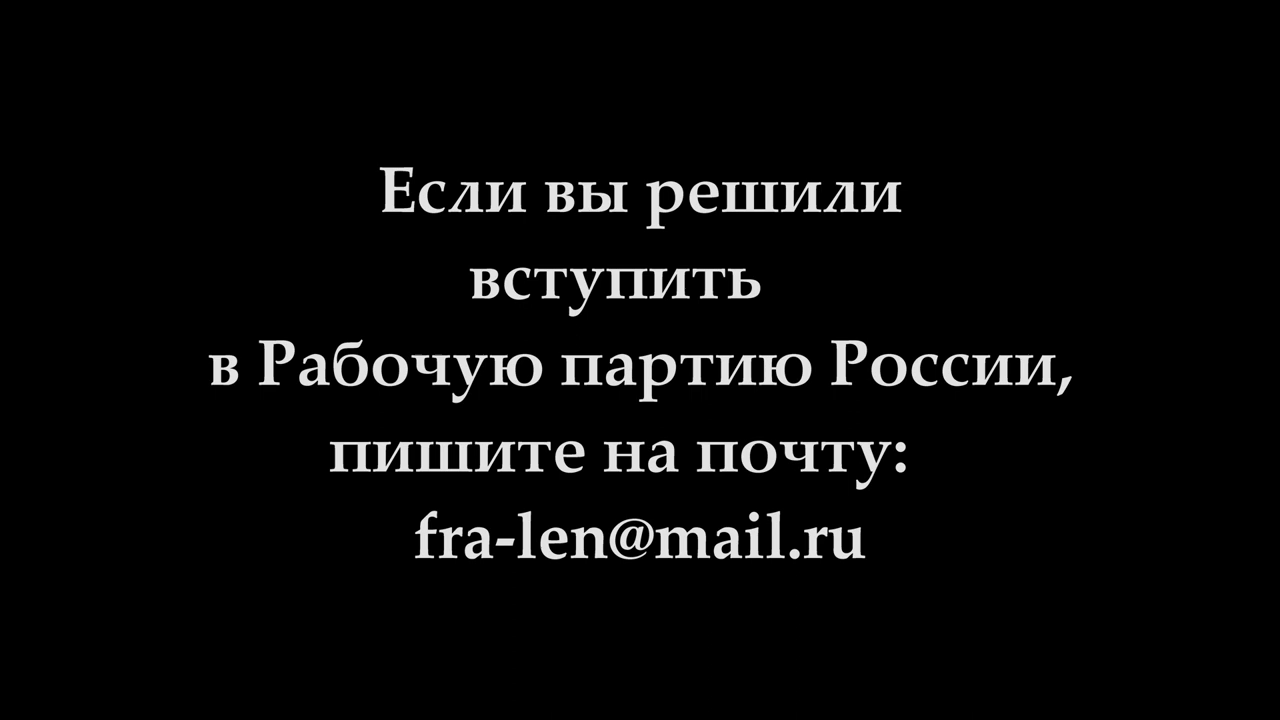 Если вы решили
вступить
в Рабочую партию России,
пишите на почту:
fra-len@mail.ru